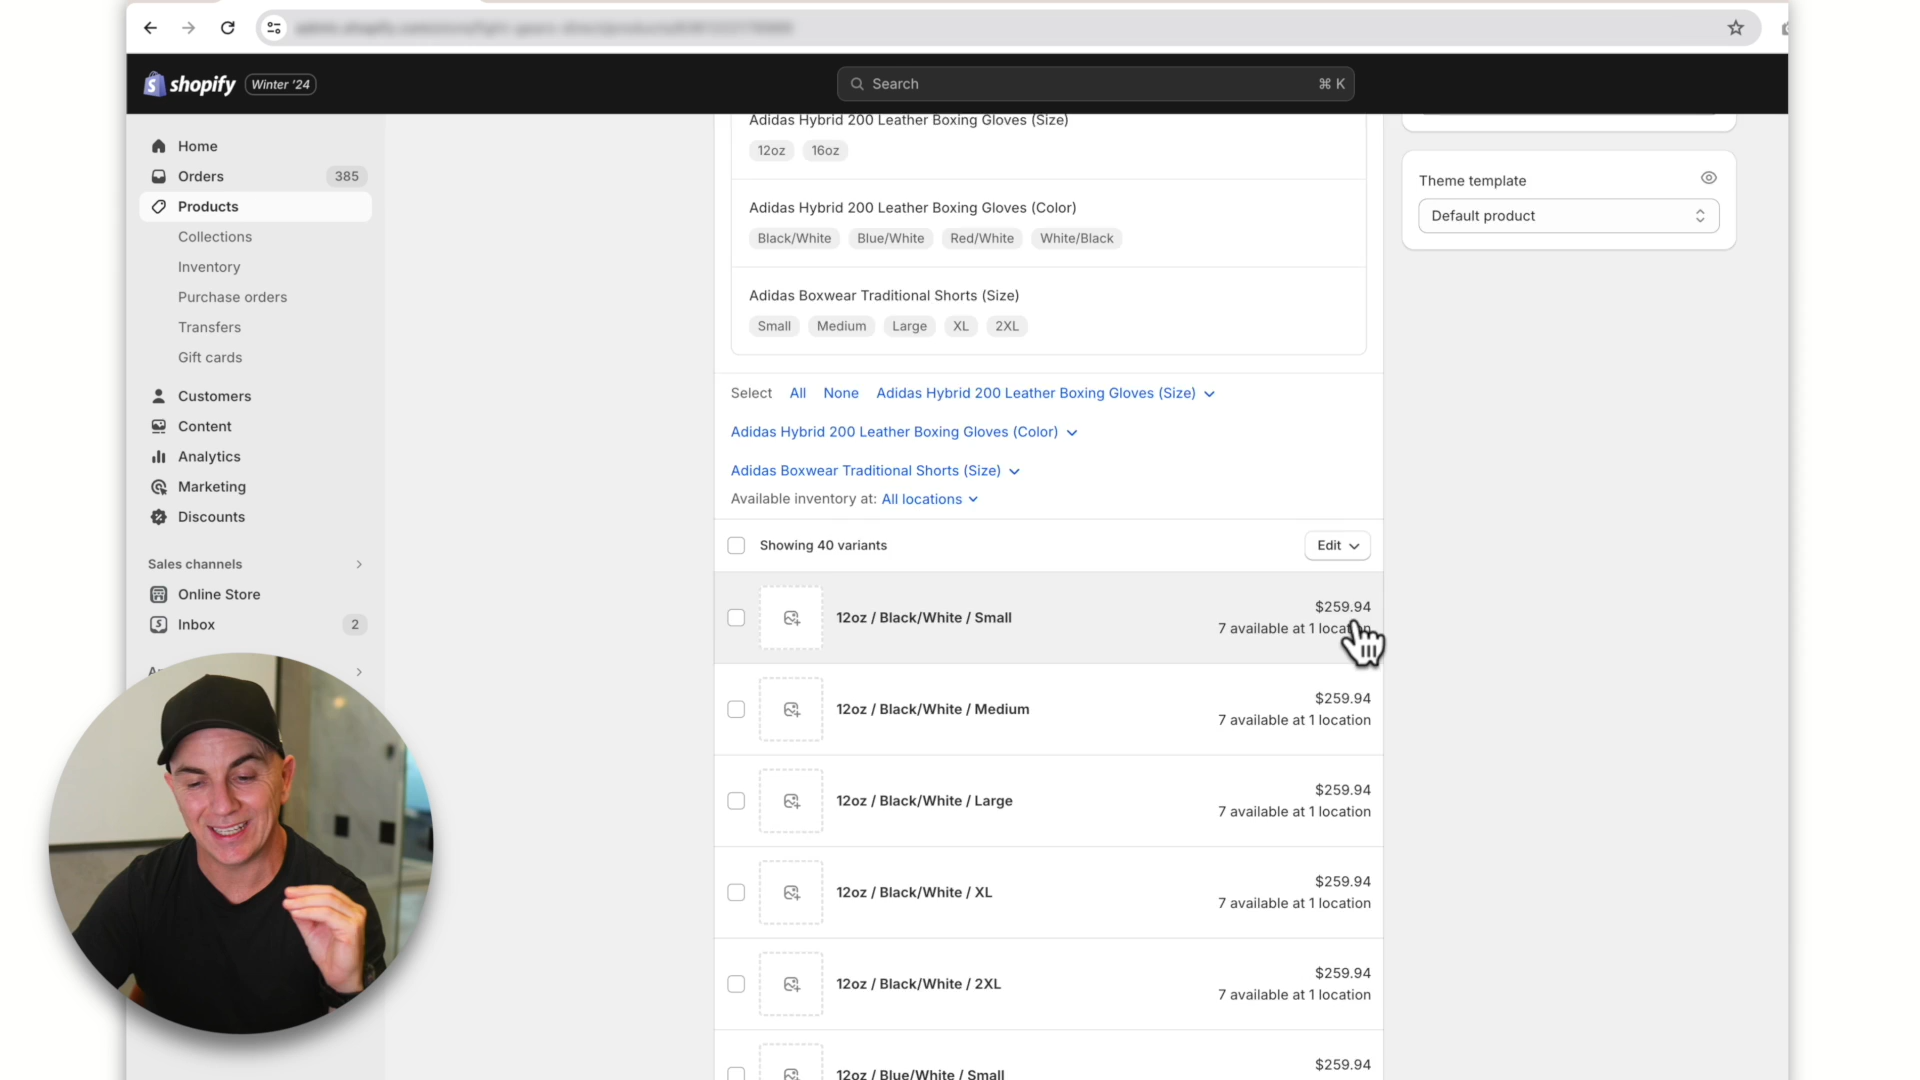 shopify Winter '24
Search ⌘ K
Home
Orders 385
Products
Collections
Inventory
Purchase orders
Transfers
Gift cards
Customers
Content
Analytics
Marketing
Discounts
Sales channels
Online Store
Inbox 2
Adidas Hybrid 200 Leather Boxing Gloves (Size)
12oz 16oz
Adidas Hybrid 200 Leather Boxing Gloves (Color)
Black/White Blue/White Red/White White/Black
Adidas Boxwear Traditional Shorts (Size)
Small Medium Large XL 2XL
Select All None Adidas Hybrid 200 Leather Boxing Gloves (Size)
Adidas Hybrid 200 Leather Boxing Gloves (Color)
Adidas Boxwear Traditional Shorts (Size)
Available inventory at: All locations
Showing 40 variants Edit
12oz / Black/White / Small $259.94
7 available at 1 location
12oz / Black/White / Medium $259.94
7 available at 1 location
12oz / Black/White / Large $259.94
7 available at 1 location
12oz / Black/White / XL $259.94
7 available at 1 location
12oz / Black/White / 2XL $259.94
7 available at 1 location
12oz / Blue/White / Small $259.94
Theme template
Default product